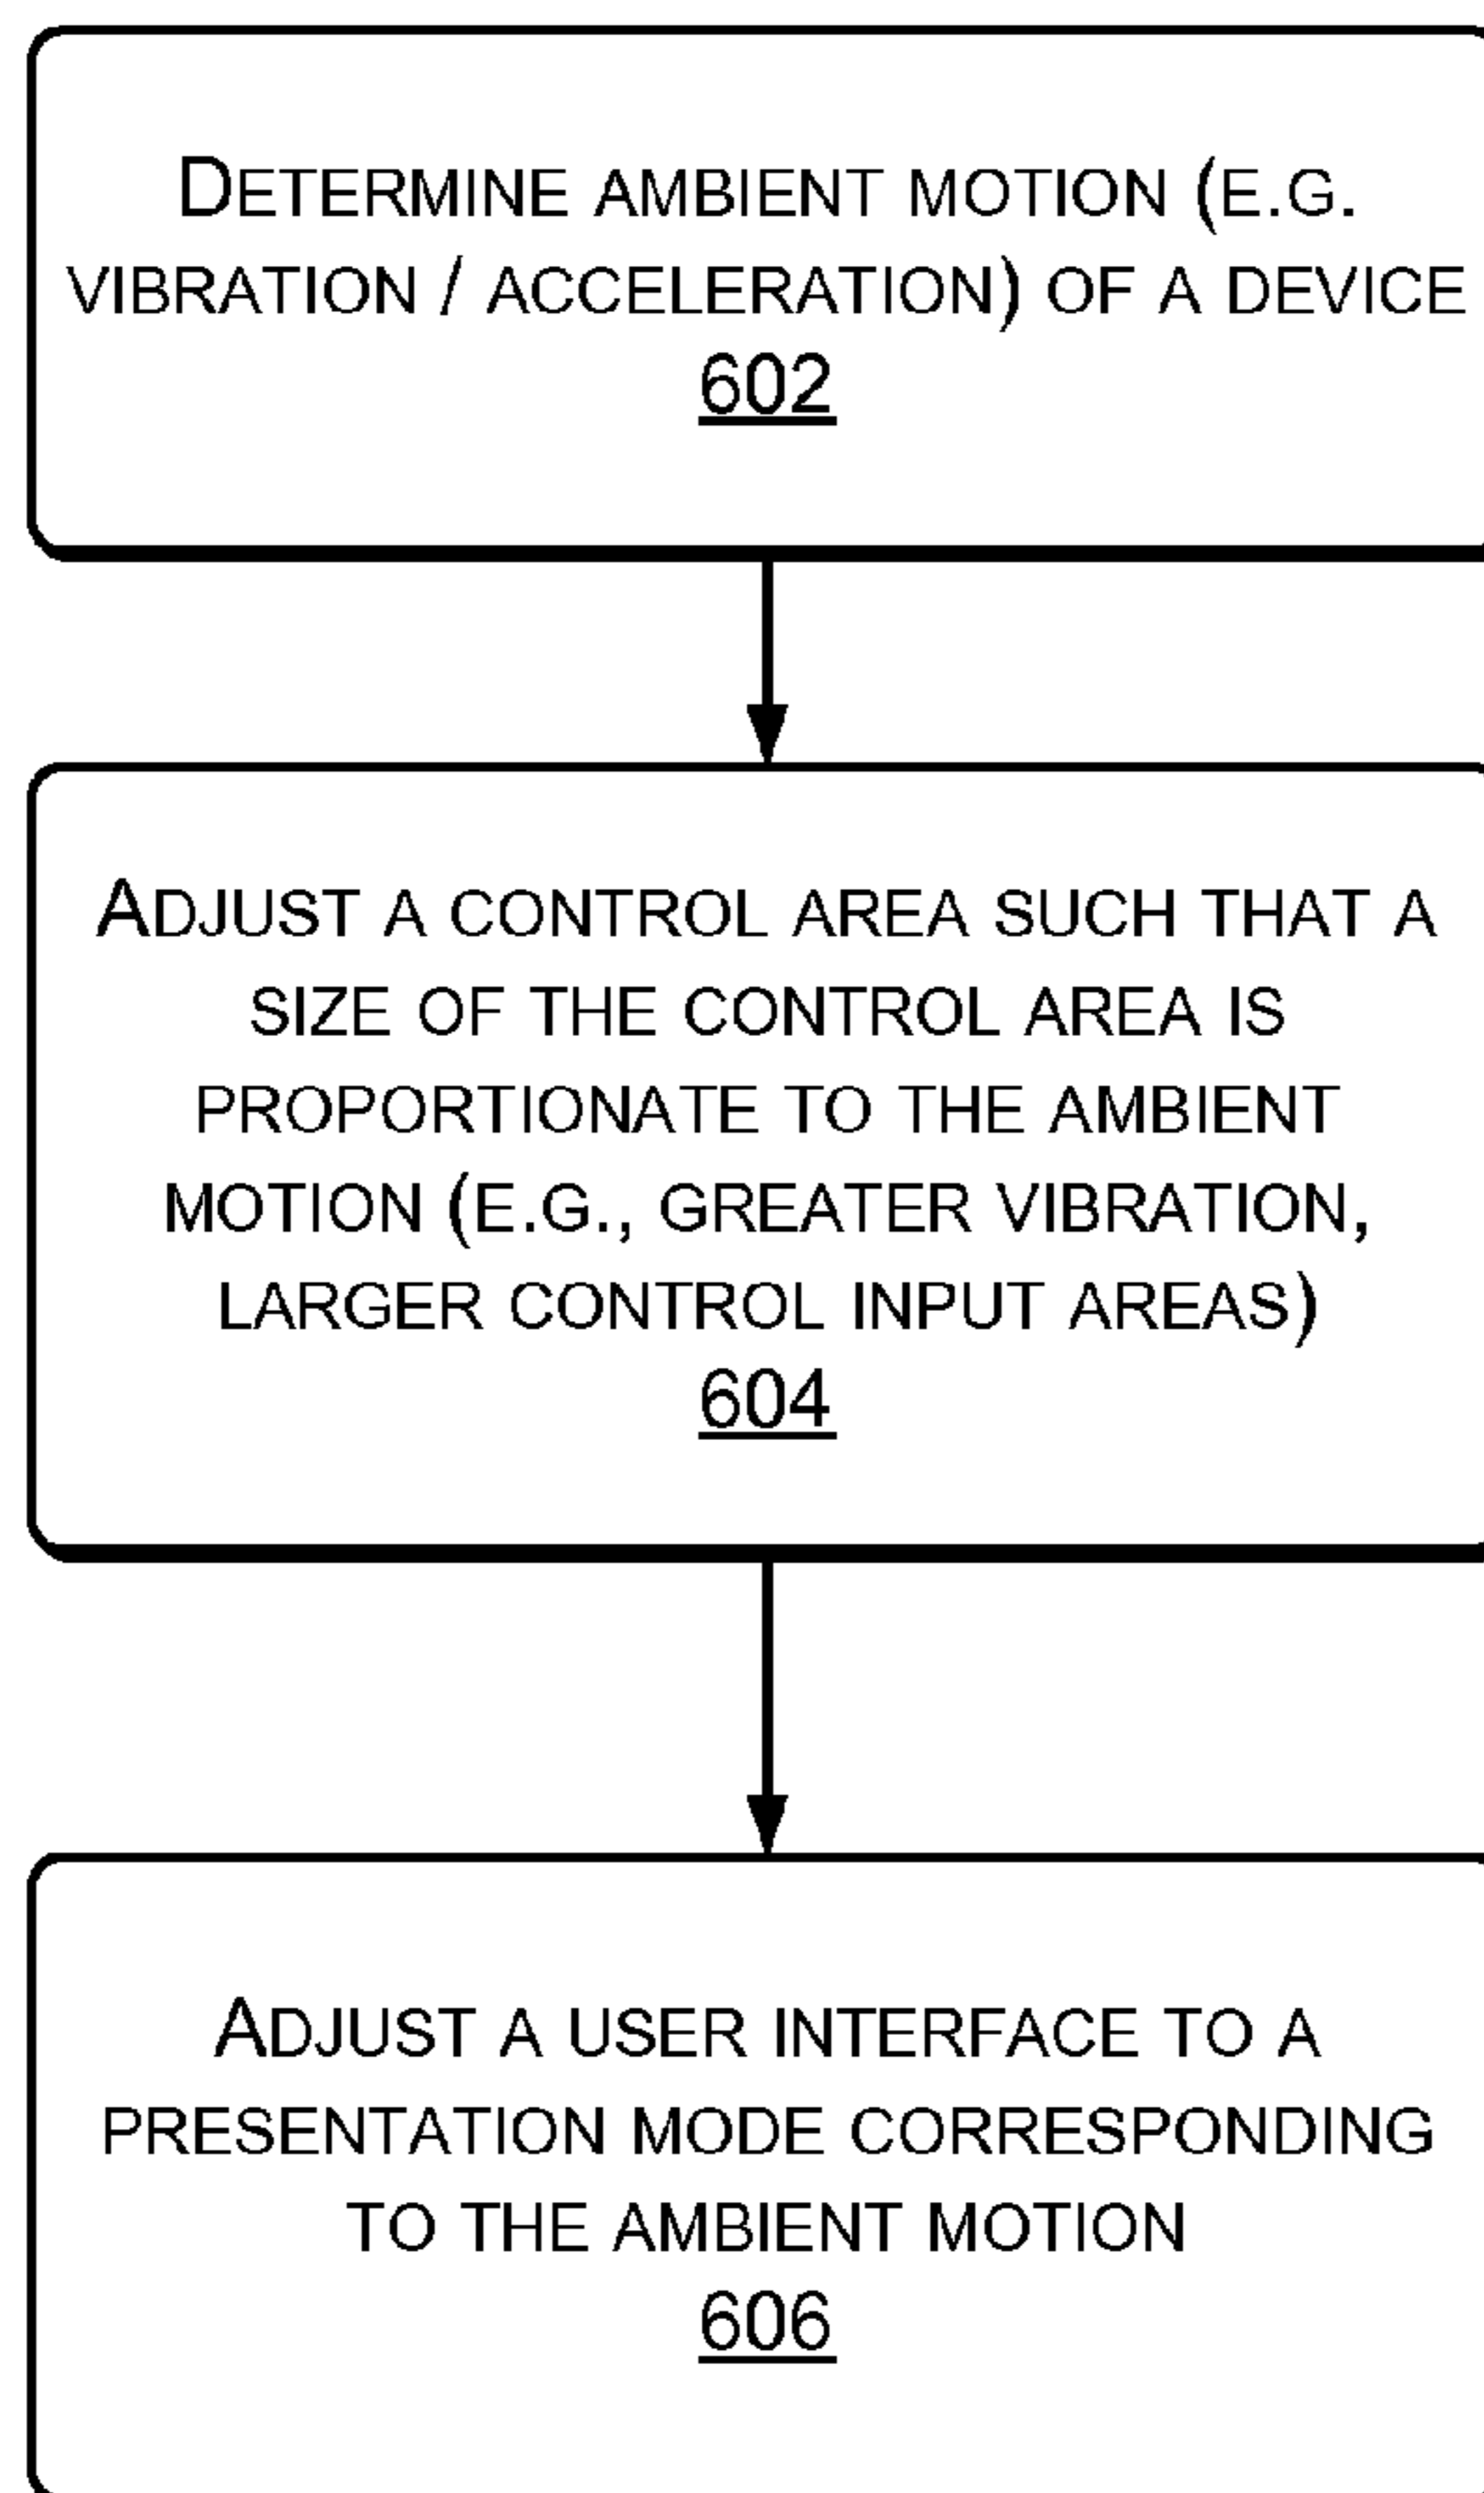 DETERMINE AMBIENT MOTION (E.G.
VIBRATION / ACCELERATION) OF A DEVICE
602
ADJUST A CONTROL AREA SUCH THAT A
SIZE OF THE CONTROL AREA IS
PROPORTIONATE TO THE AMBIENT
MOTION (E.G., GREATER VIBRATION,
LARGER CONTROL INPUT AREAS)
604
ADJUST A USER INTERFACE TO A
PRESENTATION MODE CORRESPONDING
TO THE AMBIENT MOTION
606